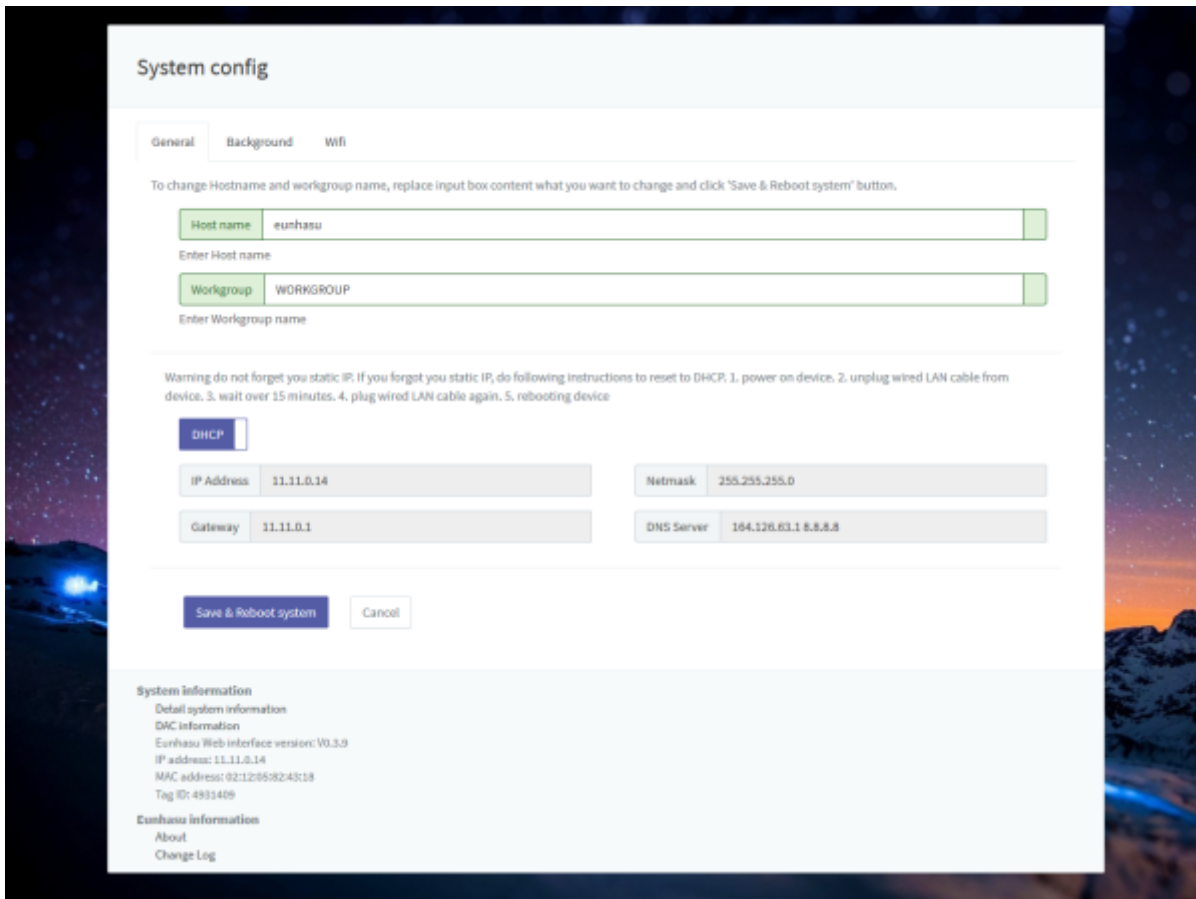 System config
General Background Wifi
To change Hostname and workgroup name, replace input box content what you want to change and click 'Save & Reboot system' button.
Host name eunhasu
Enter Host name
Workgroup WORKGROUP
Enter Workgroup name
Warning do not forget you static IP. If you forgot you static IP, do following instructions to reset to DHCP. 1. power on device. 2. unplug wired LAN cable from
device. 3. wait over 15 minutes. 4. plug wired LAN cable again. 5. rebooting device
DHCP
IP Address 11.11.0.14 Netmask 255.255.255.0
Gateway 11.11.0.1 DNS Server 164.126.63.1 8.8.8.8
Save & Reboot system Cancel
System information
Detail system information
DAC information
Eunhasu Web interface version: V0.3.9
IP address: 11.11.0.14
MAC address: 02:12:05:82:43:18
Tag ID: 4931409
Eunhasu information
About
Change Log